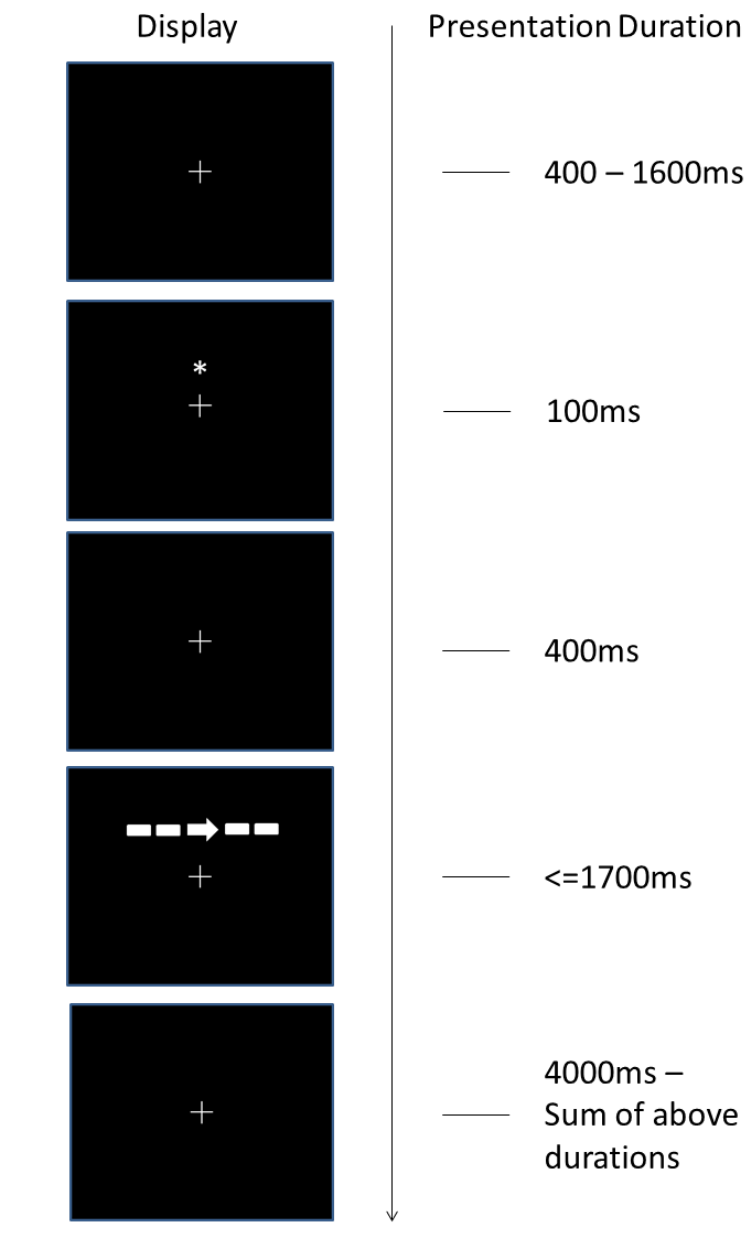 Display
Presentation Duration
400 – 1600ms
*
100ms
400ms
<=1700ms
4000ms –
Sum of above
durations